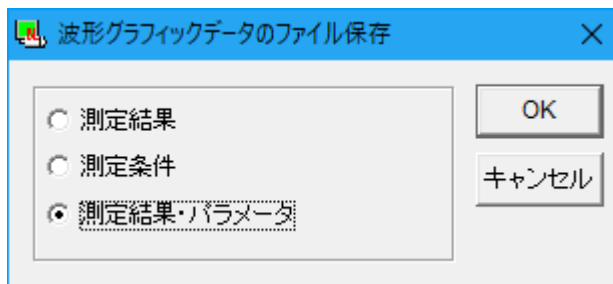 波形グラフィックデータのファイル保存
測定結果
測定条件
測定結果・パラメータ
OK
キャンセル